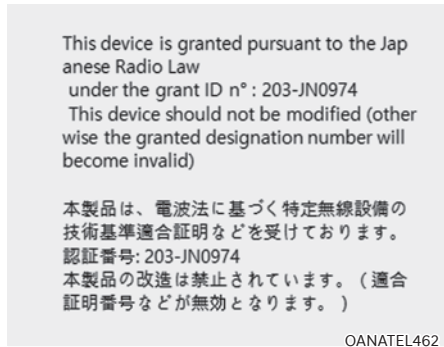 This device is granted pursuant to the Jap
anese Radio Law
under the grant ID n° : 203-JN0974
This device should not be modified (other
wise the granted designation number will
become invalid)
本製品は、電波法に基づく特定無線設備の
技術基準適合証明などを受けております。
認証番号: 203-JN0974
本製品の改造は禁止されています。(適合
証明番号などが無効となります。)
OANATEL462